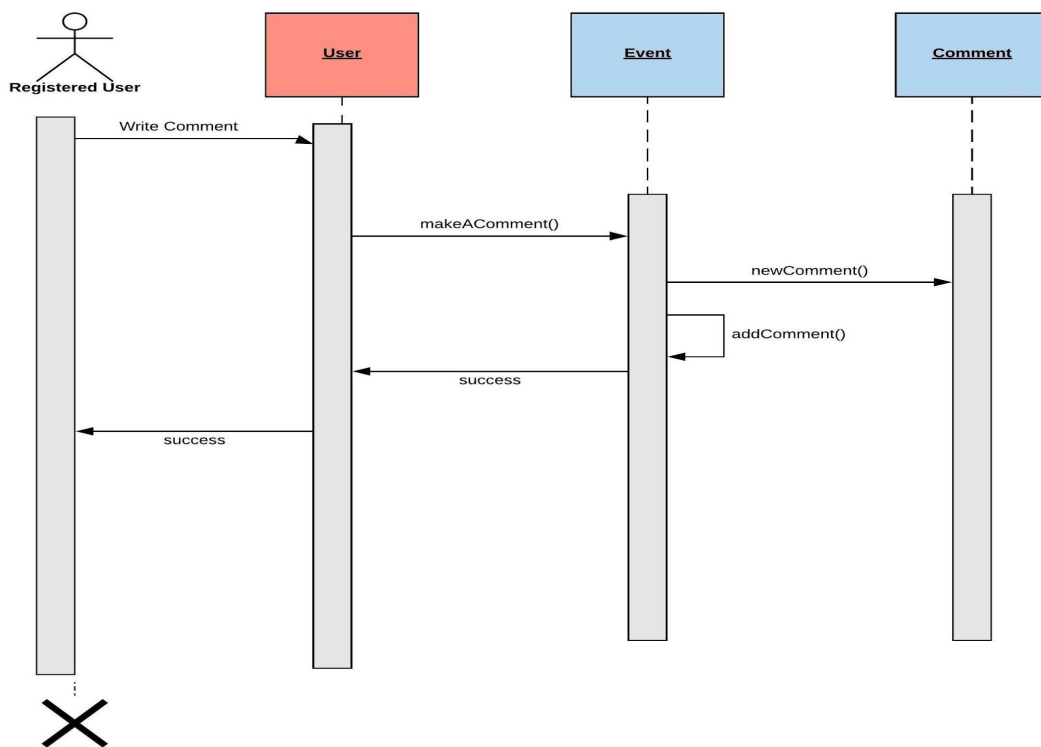 Registered User
User
Event
Comment
Write Comment
makeAComment()
newComment()
addComment()
success
success